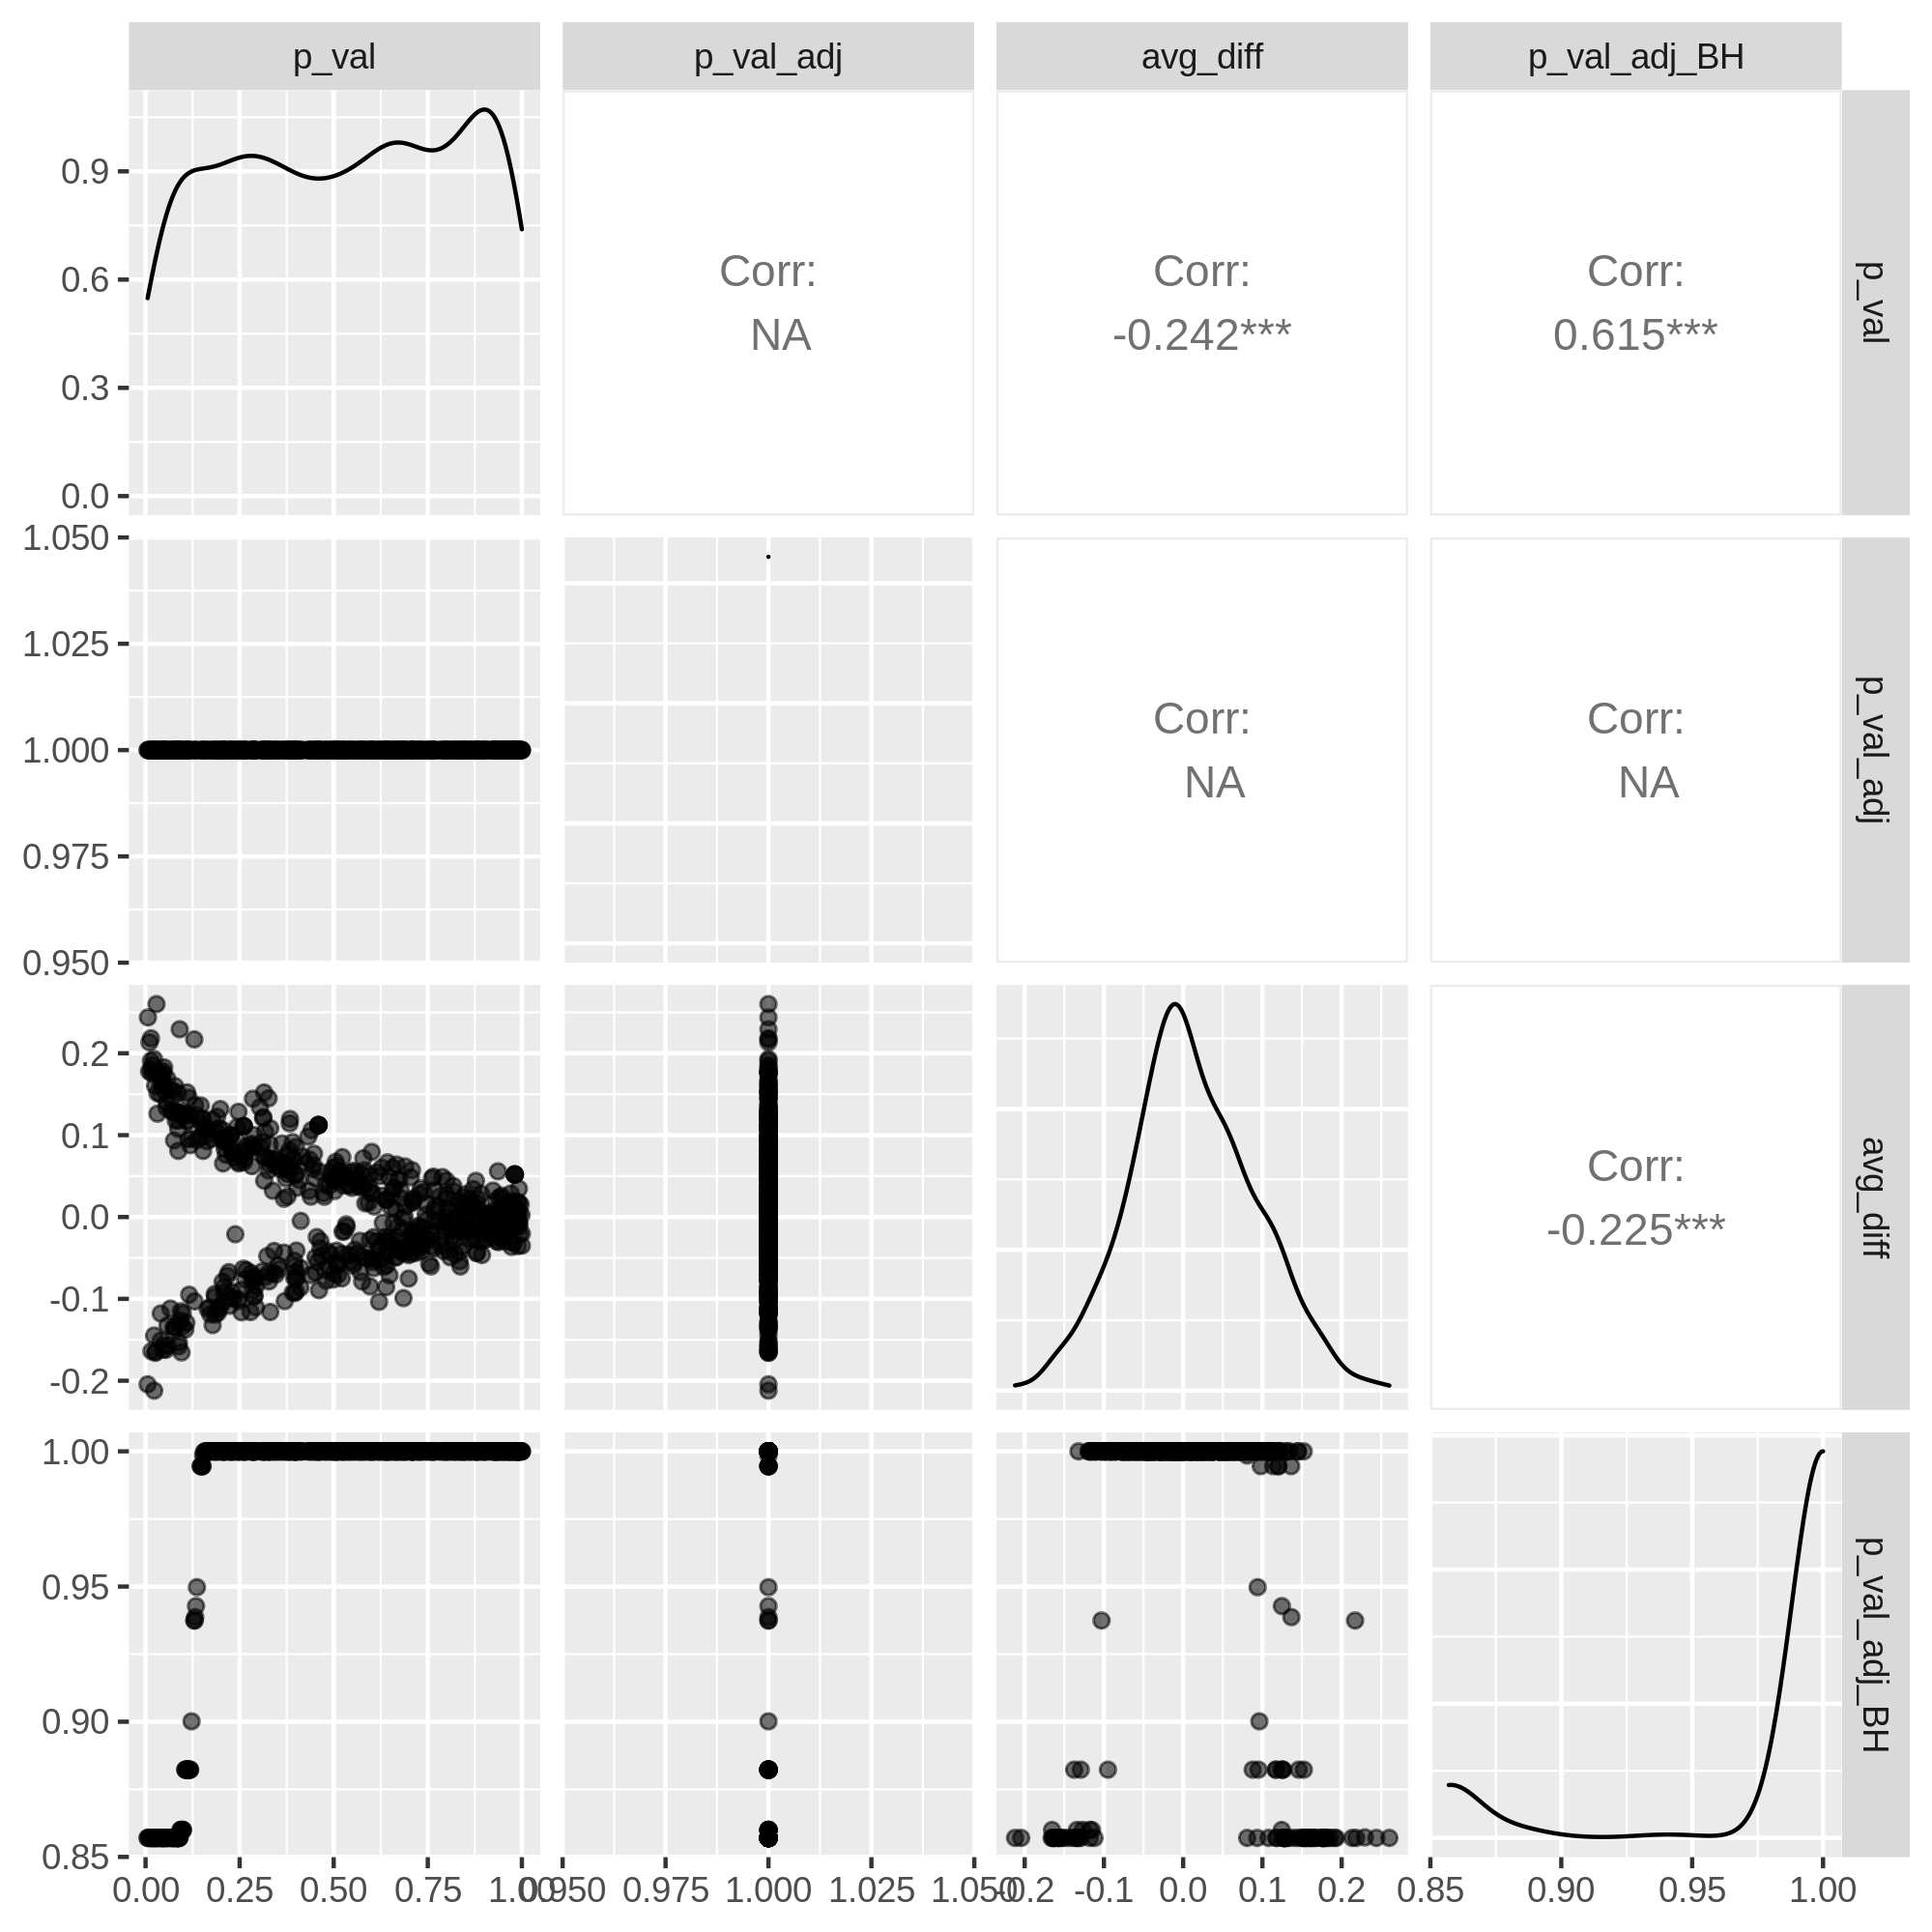 p_val p_val_adj avg_diff p_val_adj_BH
0.9
0.6
0.3
0.0
Corr:
NA
Corr:
-0.242***
Corr:
0.615***
p_val
1.050
1.025
1.000
0.975
0.950
Corr:
NA
Corr:
NA
p_val_adj
0.2
0.1
0.0
-0.1
-0.2
Corr:
-0.225***
avg_diff
1.00
0.95
0.90
0.85
p_val_adj_BH
0.00 0.25 0.50 0.75 1.00 0.950 0.975 1.000 1.025 1.050 -0.2 -0.1 0.0 0.1 0.2 0.85 0.90 0.95 1.00